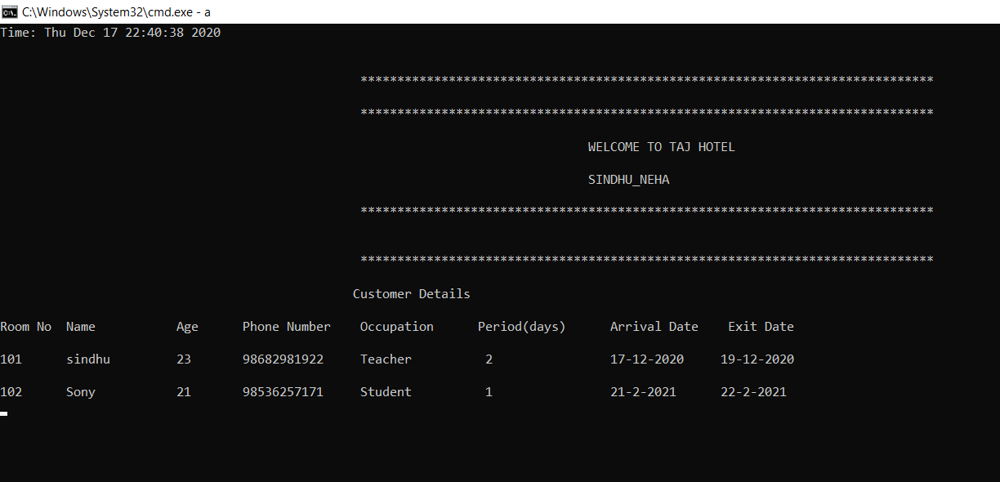 C:\Windows\System32\cmd.exe - a
Time: Thu Dec 17 22:40:38 2020
******************************************************************************
******************************************************************************
WELCOME TO TAJ HOTEL
SINDHU_NEHA
******************************************************************************
******************************************************************************
Customer Details
Room No Name Age Phone Number Occupation Period(days) Arrival Date Exit Date
101 sindhu 23 98682981922 Teacher 2 17-12-2020 19-12-2020
102 Sony 21 98536257171 Student 1 21-2-2021 22-2-2021